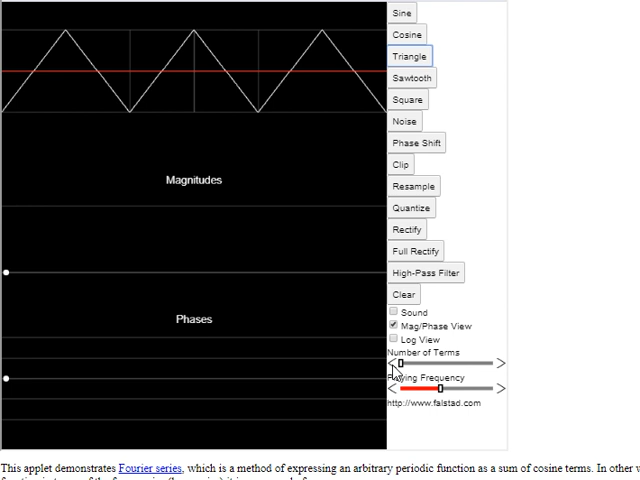 Sine
Cosine
Triangle
Sawtooth
Square
Noise
Phase Shift
Clip
Magnitudes
Resample
Quantize
Rectify
Full Rectify
High-Pass Filter
Clear
Sound
Phases
Mag/Phase View
Log View
Number of Terms
Playing Frequency
http://www.falstad.com
This applet demonstrates Fourier series, which is a method of expressing an arbitrary periodic function as a sum of cosine terms. In other w